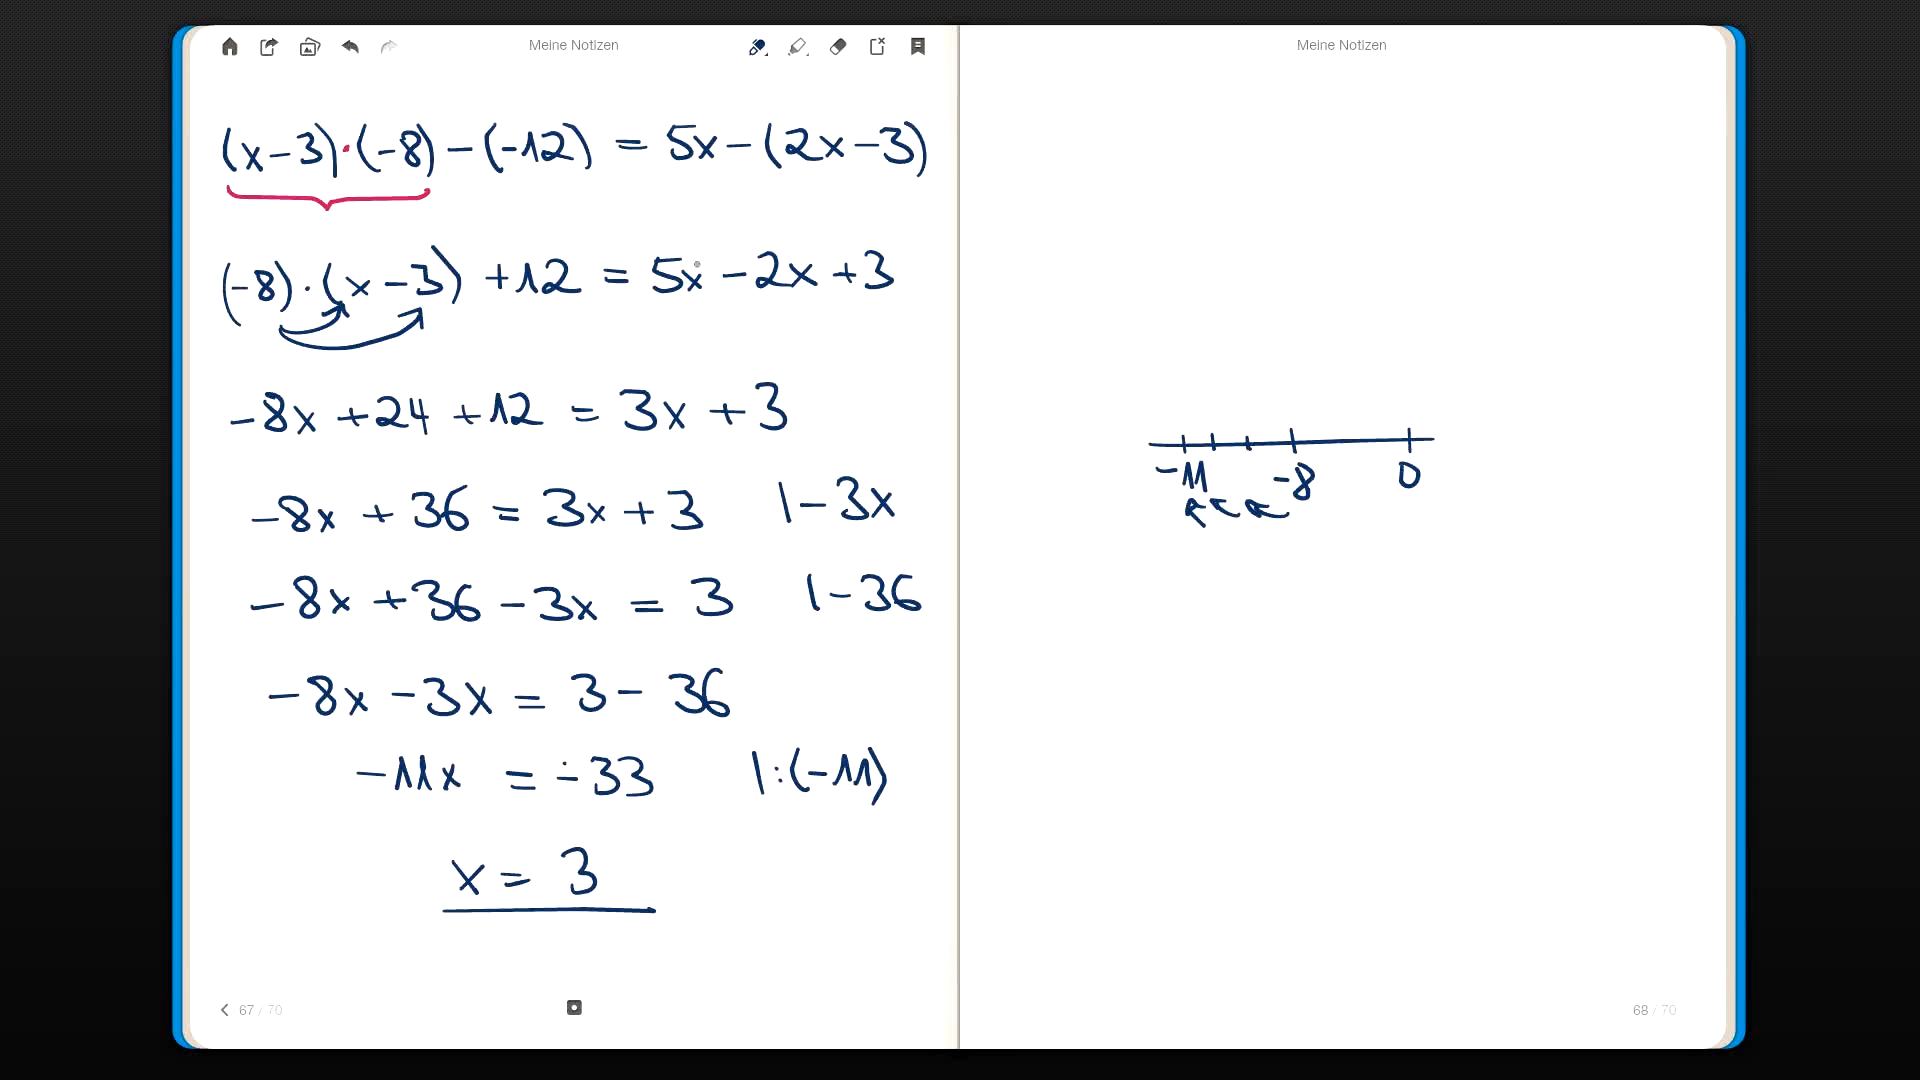 Meine Notizen
(x-3)·(-8)-(-12) = 5x-(2x-3)
(-8)·(x-3)+12 = 5x-2x+3
-8x+24+12 = 3x+3
-8x+36 = 3x+3 |-3x
-8x+36-3x = 3 |-36
-8x-3x = 3-36
-11x = -33 |:(-11)
x = 3
67 / 70
Meine Notizen
-11 -8 0
68 / 70